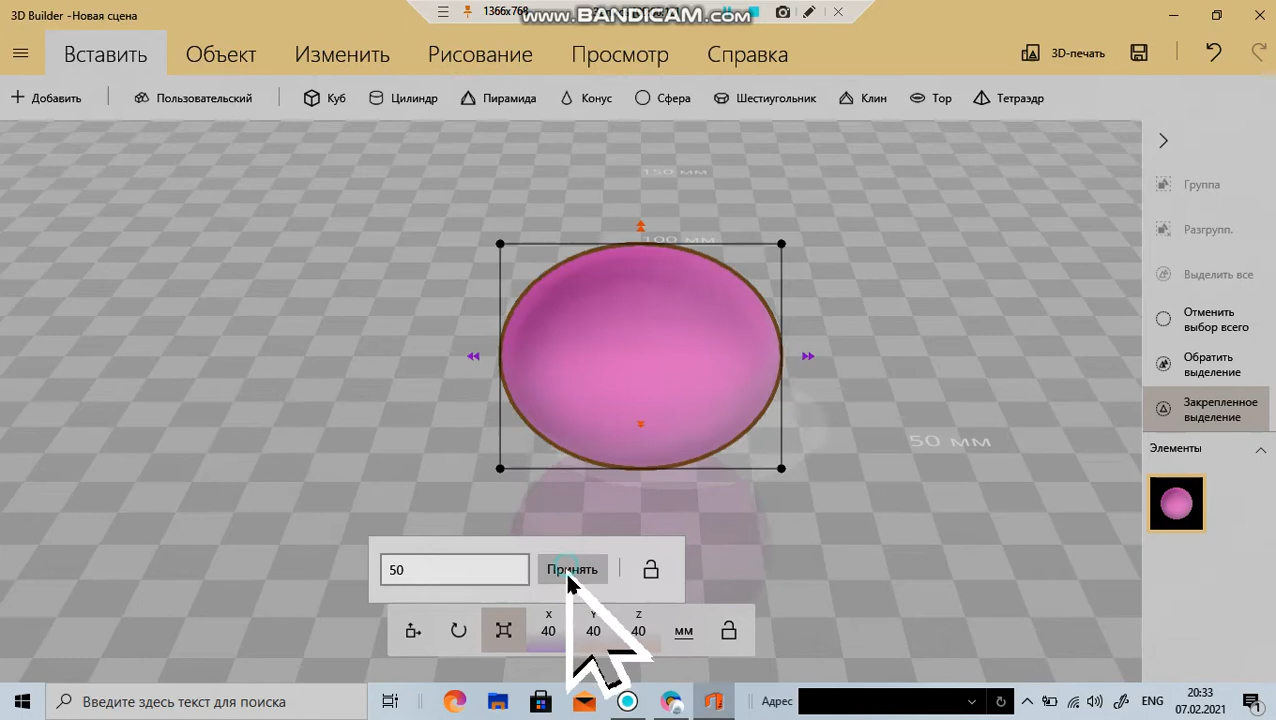 3D Builder -Новая сцена
1366x768
www.BANDICAM.com
Вставить
Объект
Изменить
Рисование
Просмотр
Справка
3D-печать
Добавить
Пользовательский
Куб
Цилиндр
Пирамида
Конус
Сфера
Шестиугольник
Клин
Тор
Тетраэдр
150 мм
100 мм
50 мм
Группа
Разгрупп.
Выделить все
Отменить
выбор всего
Обратить
выделение
Закрепленное
выделение
Элементы
50
Принять
X
Y
Z
40
40
40
мм
Введите здесь текст для поиска
Адрес
ENG
20:33
07.02.2021
1